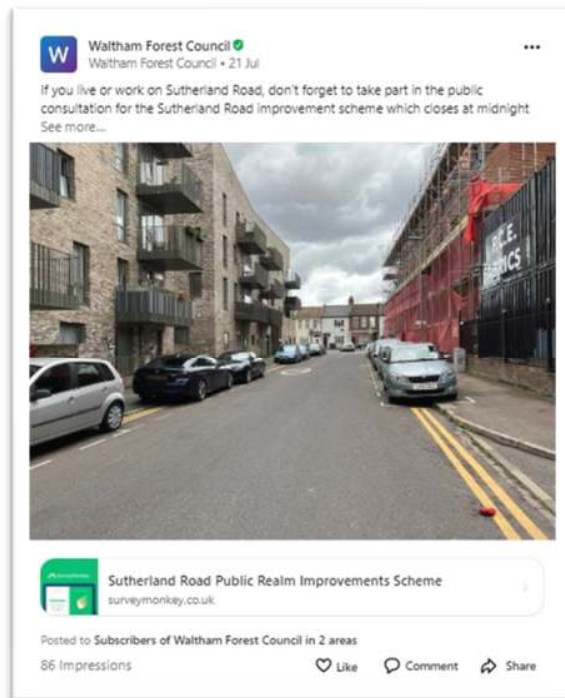 W
Waltham Forest Council
Waltham Forest Council • 21 Jul
If you live or work on Sutherland Road, don't forget to take part in the public
consultation for the Sutherland Road improvement scheme which closes at midnight
See more...
Sutherland Road Public Realm Improvements Scheme
surveymonkey.co.uk
Posted to Subscribers of Waltham Forest Council in 2 areas
86 Impressions
Like
Comment
Share